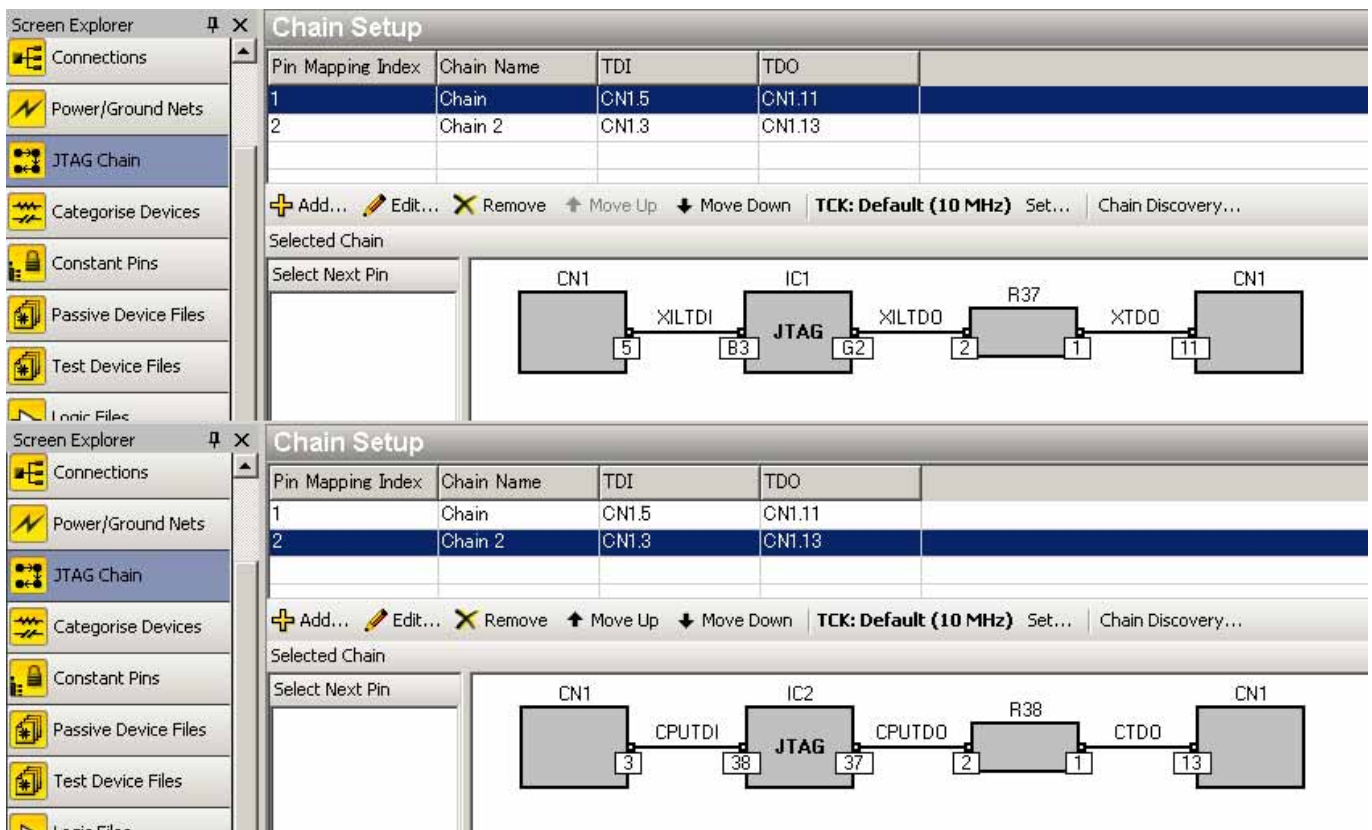 Screen Explorer
Connections
Power/Ground Nets
JTAG Chain
Categorise Devices
Constant Pins
Passive Device Files
Test Device Files
Logic Files
Chain Setup
Pin Mapping Index Chain Name TDI TDO
1 Chain CN1.5 CN1.11
2 Chain 2 CN1.3 CN1.13
Add... Edit... Remove Move Up Move Down TCK: Default (10 MHz) Set... Chain Discovery...
Selected Chain
Select Next Pin
CN1 IC1 R37 CN1
XILTDI JTAG XILTDO XTDO
5 B3 G2 2 1 11
Screen Explorer
Connections
Power/Ground Nets
JTAG Chain
Categorise Devices
Constant Pins
Passive Device Files
Test Device Files
Logic Files
Chain Setup
Pin Mapping Index Chain Name TDI TDO
1 Chain CN1.5 CN1.11
2 Chain 2 CN1.3 CN1.13
Add... Edit... Remove Move Up Move Down TCK: Default (10 MHz) Set... Chain Discovery...
Selected Chain
Select Next Pin
CN1 IC2 R38 CN1
CPUTDI JTAG CPUTDO CTDO
3 38 37 2 1 13